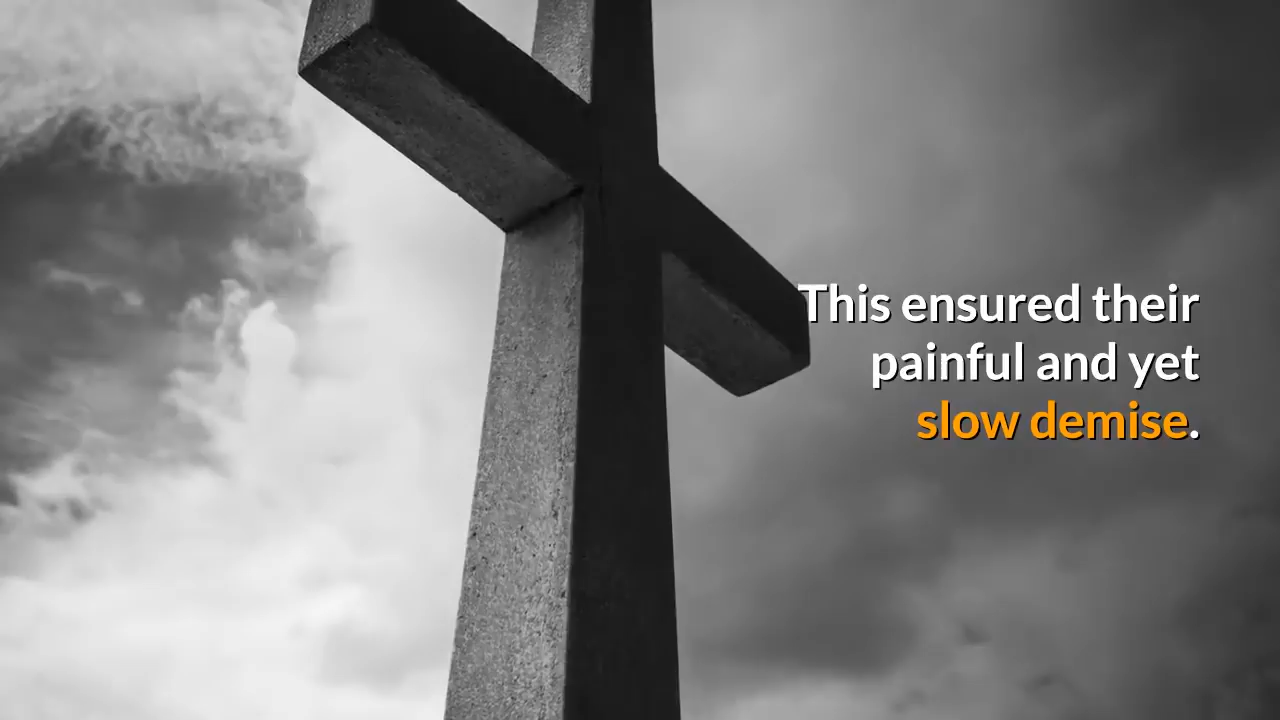 This ensured their
painful and yet
slow demise.